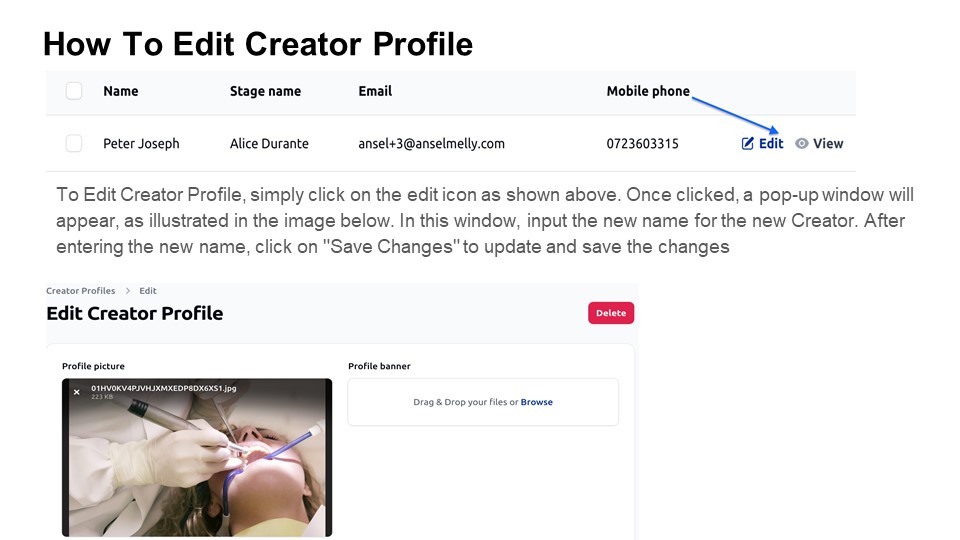 How To Edit Creator Profile
Name Stage name Email Mobile phone
Peter Joseph Alice Durante ansel+3@anselmelly.com 0723603315 Edit View
To Edit Creator Profile, simply click on the edit icon as shown above. Once clicked, a pop-up window will
appear, as illustrated in the image below. In this window, input the new name for the new Creator. After
entering the new name, click on "Save Changes" to update and save the changes
Creator Profiles > Edit
Edit Creator Profile Delete
Profile picture Profile banner
01HV0KV4PJVHJXMXEDP8DX6XS1.jpg
223 KB
Drag & Drop your files or Browse